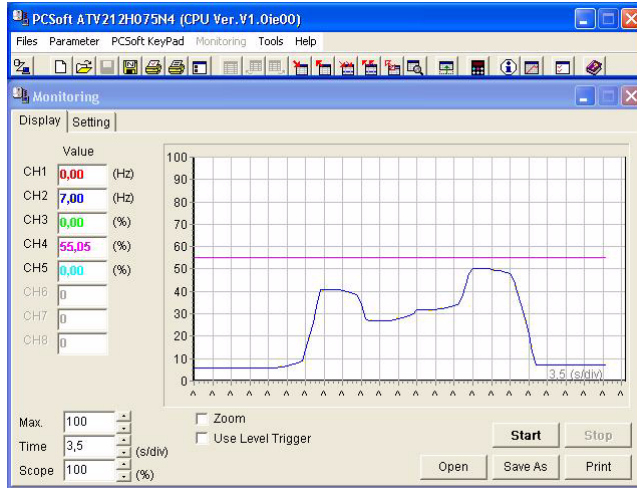 PCSoft ATV212H075N4 (CPU Ver.V1.0ie00)
Files Parameter PCSoft KeyPad Monitoring Tools Help
Monitoring
Display Setting
Value
CH1 0,00 (Hz)
CH2 7,00 (Hz)
CH3 0,00 (%)
CH4 55,05 (%)
CH5 0,00 (%)
CH6 0
CH7 0
CH8 0
100
90
80
70
60
50
40
30
20
10
0
3,5 (s/div)
Max. 100
Time 3,5 (s/div)
Scope 100 (%)
Zoom
Use Level Trigger
Start Stop
Open Save As Print